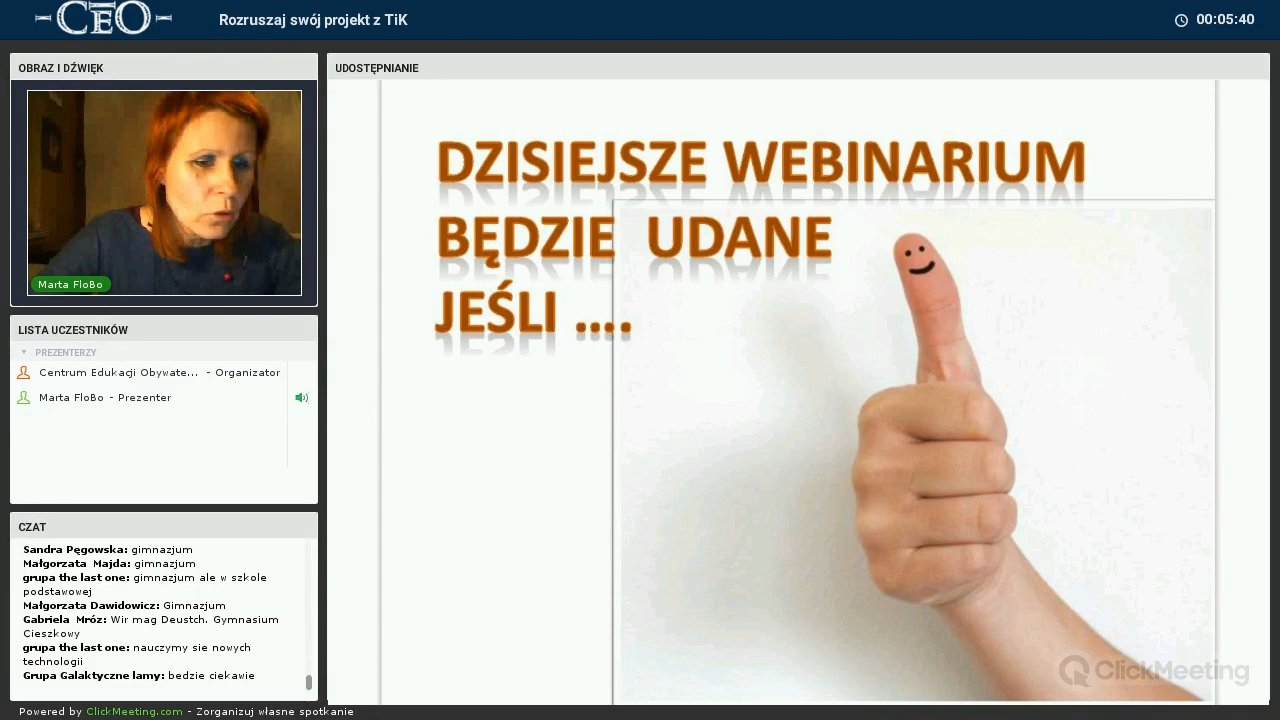 CEO
Rozruszaj swój projekt z TiK
00:05:40
OBRAZ I DŹWIĘK
Marta FloBo
LISTA UCZESTNIKÓW
PREZENTERZY
Centrum Edukacji Obywate... - Organizator
Marta FloBo - Prezenter
CZAT
Sandra Pęgowska: gimnazjum
Małgorzata Majda: gimnazjum
grupa the last one: gimnazjum ale w szkole
podstawowej
Małgorzata Dawidowicz: Gimnazjum
Gabriela Mróz: Wir mag Deustch. Gymnasium
Cieszkowy
grupa the last one: nauczymy sie nowych
technologii
Grupa Galaktyczne lamy: bedzie ciekawie
UDOSTĘPNIANIE
DZISIEJSZE WEBINARIUM
BĘDZIE UDANE
JEŚLI ....
ClickMeeting
Powered by ClickMeeting.com - Zorganizuj własne spotkanie